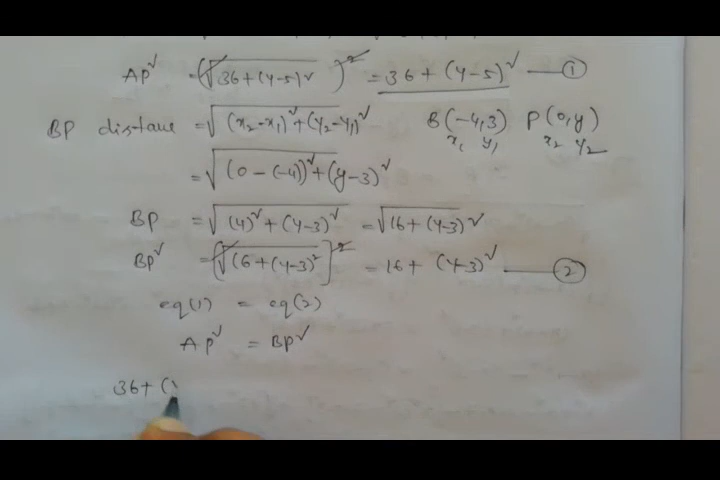 AP² = (√36+(y-5)²)² = 36+(y-5)² — ①
BP distane = √(x₂-x₁)²+(y₂-y₁)² B(-4,3) P(0,y)
x₁ y₁ x₂ y₂
= √(0-(-4))²+(y-3)²
BP = √(4)²+(y-3)² = √16+(y-3)²
BP² = [√16+(y-3)²]² = 16+(y-3)² — ②
eq(1) = eq(2)
AP² = BP²
36+(